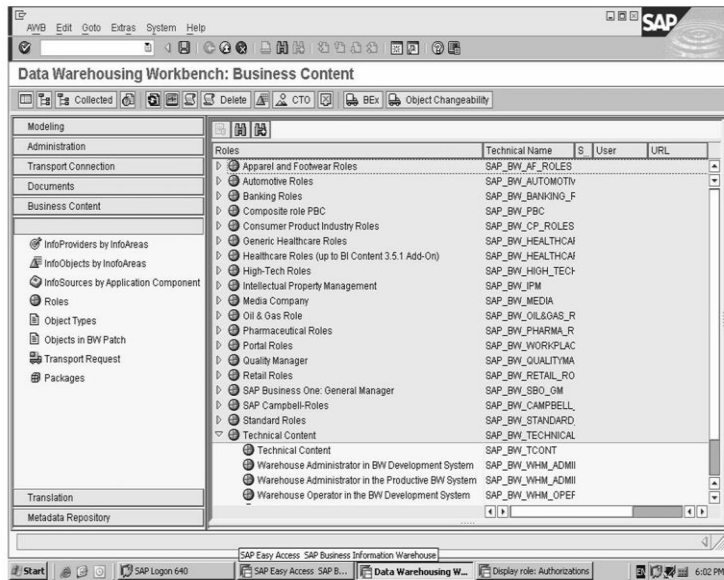 AWB Edit Goto Extras System Help
SAP
Data Warehousing Workbench: Business Content
Collected Delete CTO BEx Object Changeability
Modeling
Administration
Transport Connection
Documents
Business Content
InfoProviders by InfoAreas
InfoObjects by InofoAreas
InfoSources by Application Component
Roles
Object Types
Objects in BW Patch
Transport Request
Packages
Translation
Metadata Repository
Roles Technical Name S.. User URL
Apparel and Footwear Roles SAP_BW_AF_ROLES
Automotive Roles SAP_BW_AUTOMOTIV
Banking Roles SAP_BW_BANKING_R
Composite role PBC SAP_BW_PBC
Consumer Product Industry Roles SAP_BW_CP_ROLES
Generic Healthcare Roles SAP_BW_HEALTHCAR
Healthcare Roles (up to BI Content 3.5.1 Add-On) SAP_BW_HEALTHCAR
High-Tech Roles SAP_BW_HIGH_TECH
Intellectual Property Management SAP_BW_IPM
Media Company SAP_BW_MEDIA
Oil & Gas Role SAP_BW_OIL&GAS_R
Pharmaceutical Roles SAP_BW_PHARMA_R
Portal Roles SAP_BW_WORKPLAC
Quality Manager SAP_BW_QUALITYMA
Retail Roles SAP_BW_RETAIL_RO
SAP Business One: General Manager SAP_BW_SBO_GM
SAP Campbell-Roles SAP_BW_CAMPBELL_
Standard Roles SAP_BW_STANDARD_
Technical Content SAP_BW_TECHNICAL
Technical Content SAP_BW_TCONT
Warehouse Administrator in BW Development System SAP_BW_WHM_ADMI
Warehouse Administrator in the Productive BW System SAP_BW_WHM_ADMI
Warehouse Operator in the BW Development System SAP_BW_WHM_OPER
SAP Easy Access SAP Business Information Warehouse
Start SAP Logon 640 SAP Easy Access SAP B... Data Warehousing W... Display role: Authorizations 6:02 PM